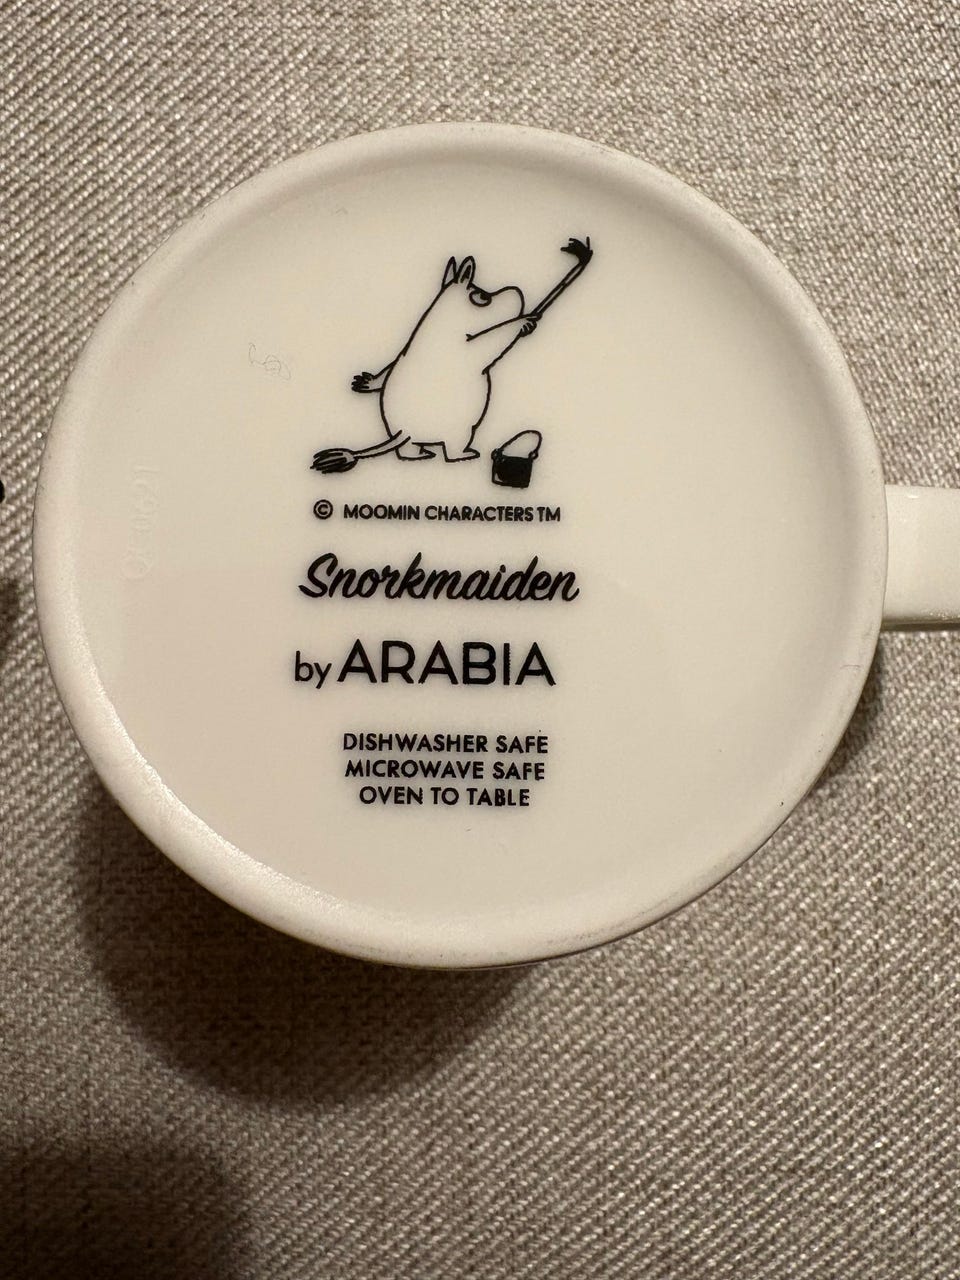 © MOOMIN CHARACTERS TM
Snorkmaiden
by ARABIA
DISHWASHER SAFE
MICROWAVE SAFE
OVEN TO TABLE